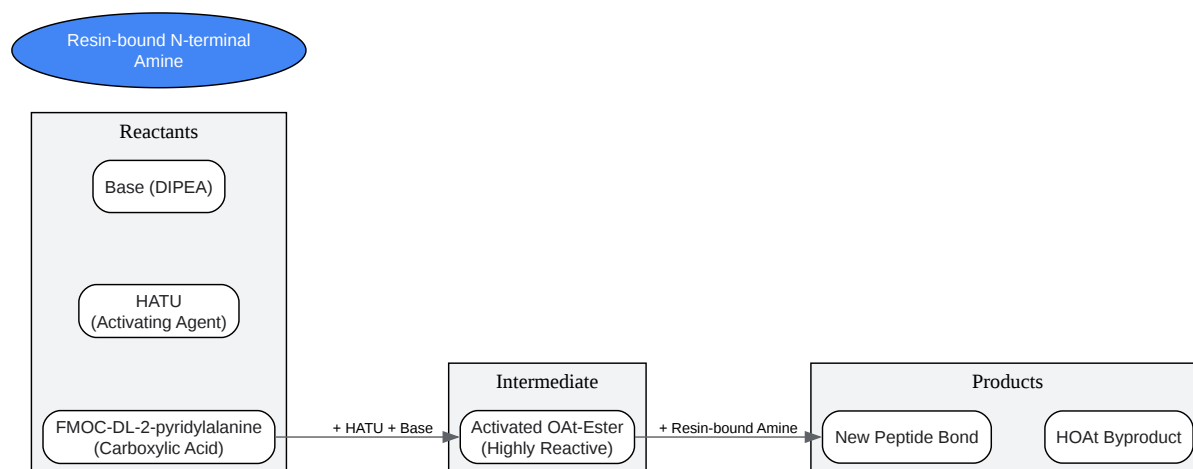 Resin-bound N-terminal
Amine
Reactants
Base (DIPEA)
HATU
(Activating Agent)
FMOC-DL-2-pyridylalanine
(Carboxylic Acid)
+ HATU + Base
Intermediate
Activated OAt-Ester
(Highly Reactive)
+ Resin-bound Amine
Products
New Peptide Bond
HOAt Byproduct